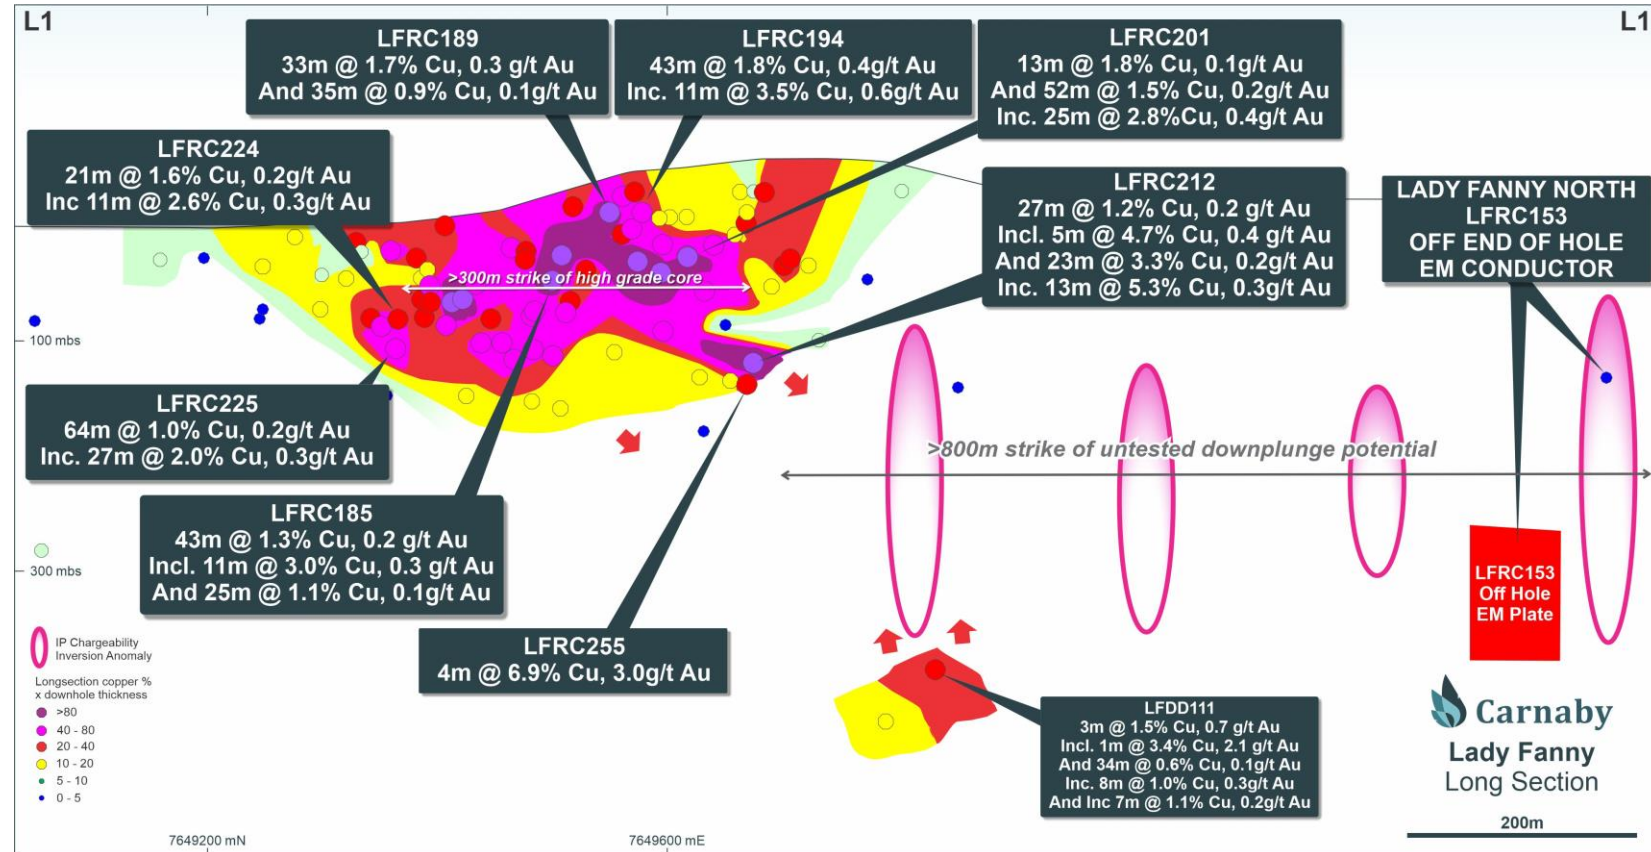 L1
L1
LFRC189
33m @ 1.7% Cu, 0.3 g/t Au
And 35m @ 0.9% Cu, 0.1g/t Au
LFRC194
43m @ 1.8% Cu, 0.4g/t Au
Inc. 11m @ 3.5% Cu, 0.6g/t Au
LFRC201
13m @ 1.8% Cu, 0.1g/t Au
And 52m @ 1.5% Cu, 0.2g/t Au
Inc. 25m @ 2.8%Cu, 0.4g/t Au
LFRC224
21m @ 1.6% Cu, 0.2g/t Au
Inc 11m @ 2.6% Cu, 0.3g/t Au
LFRC212
27m @ 1.2% Cu, 0.2 g/t Au
Incl. 5m @ 4.7% Cu, 0.4 g/t Au
And 23m @ 3.3% Cu, 0.2g/t Au
Inc. 13m @ 5.3% Cu, 0.3g/t Au
LADY FANNY NORTH
LFRC153
OFF END OF HOLE
EM CONDUCTOR
>300m strike of high grade core
100 mbs
LFRC225
64m @ 1.0% Cu, 0.2g/t Au
Inc. 27m @ 2.0% Cu, 0.3g/t Au
>800m strike of untested downplunge potential
LFRC185
43m @ 1.3% Cu, 0.2 g/t Au
Incl. 11m @ 3.0% Cu, 0.3 g/t Au
And 25m @ 1.1% Cu, 0.1g/t Au
300 mbs
LFRC153
Off Hole
EM Plate
LFRC255
4m @ 6.9% Cu, 3.0g/t Au
IP Chargeability
Inversion Anomaly
Longsection copper %
x downhole thickness
>80
40 - 80
20 - 40
10 - 20
5 - 10
0 - 5
LFDD111
3m @ 1.5% Cu, 0.7 g/t Au
Incl. 1m @ 3.4% Cu, 2.1 g/t Au
And 34m @ 0.6% Cu, 0.1g/t Au
Inc. 8m @ 1.0% Cu, 0.3g/t Au
And Inc 7m @ 1.1% Cu, 0.2g/t Au
Carnaby
Lady Fanny
Long Section
200m
7649200 mN
7649600 mE